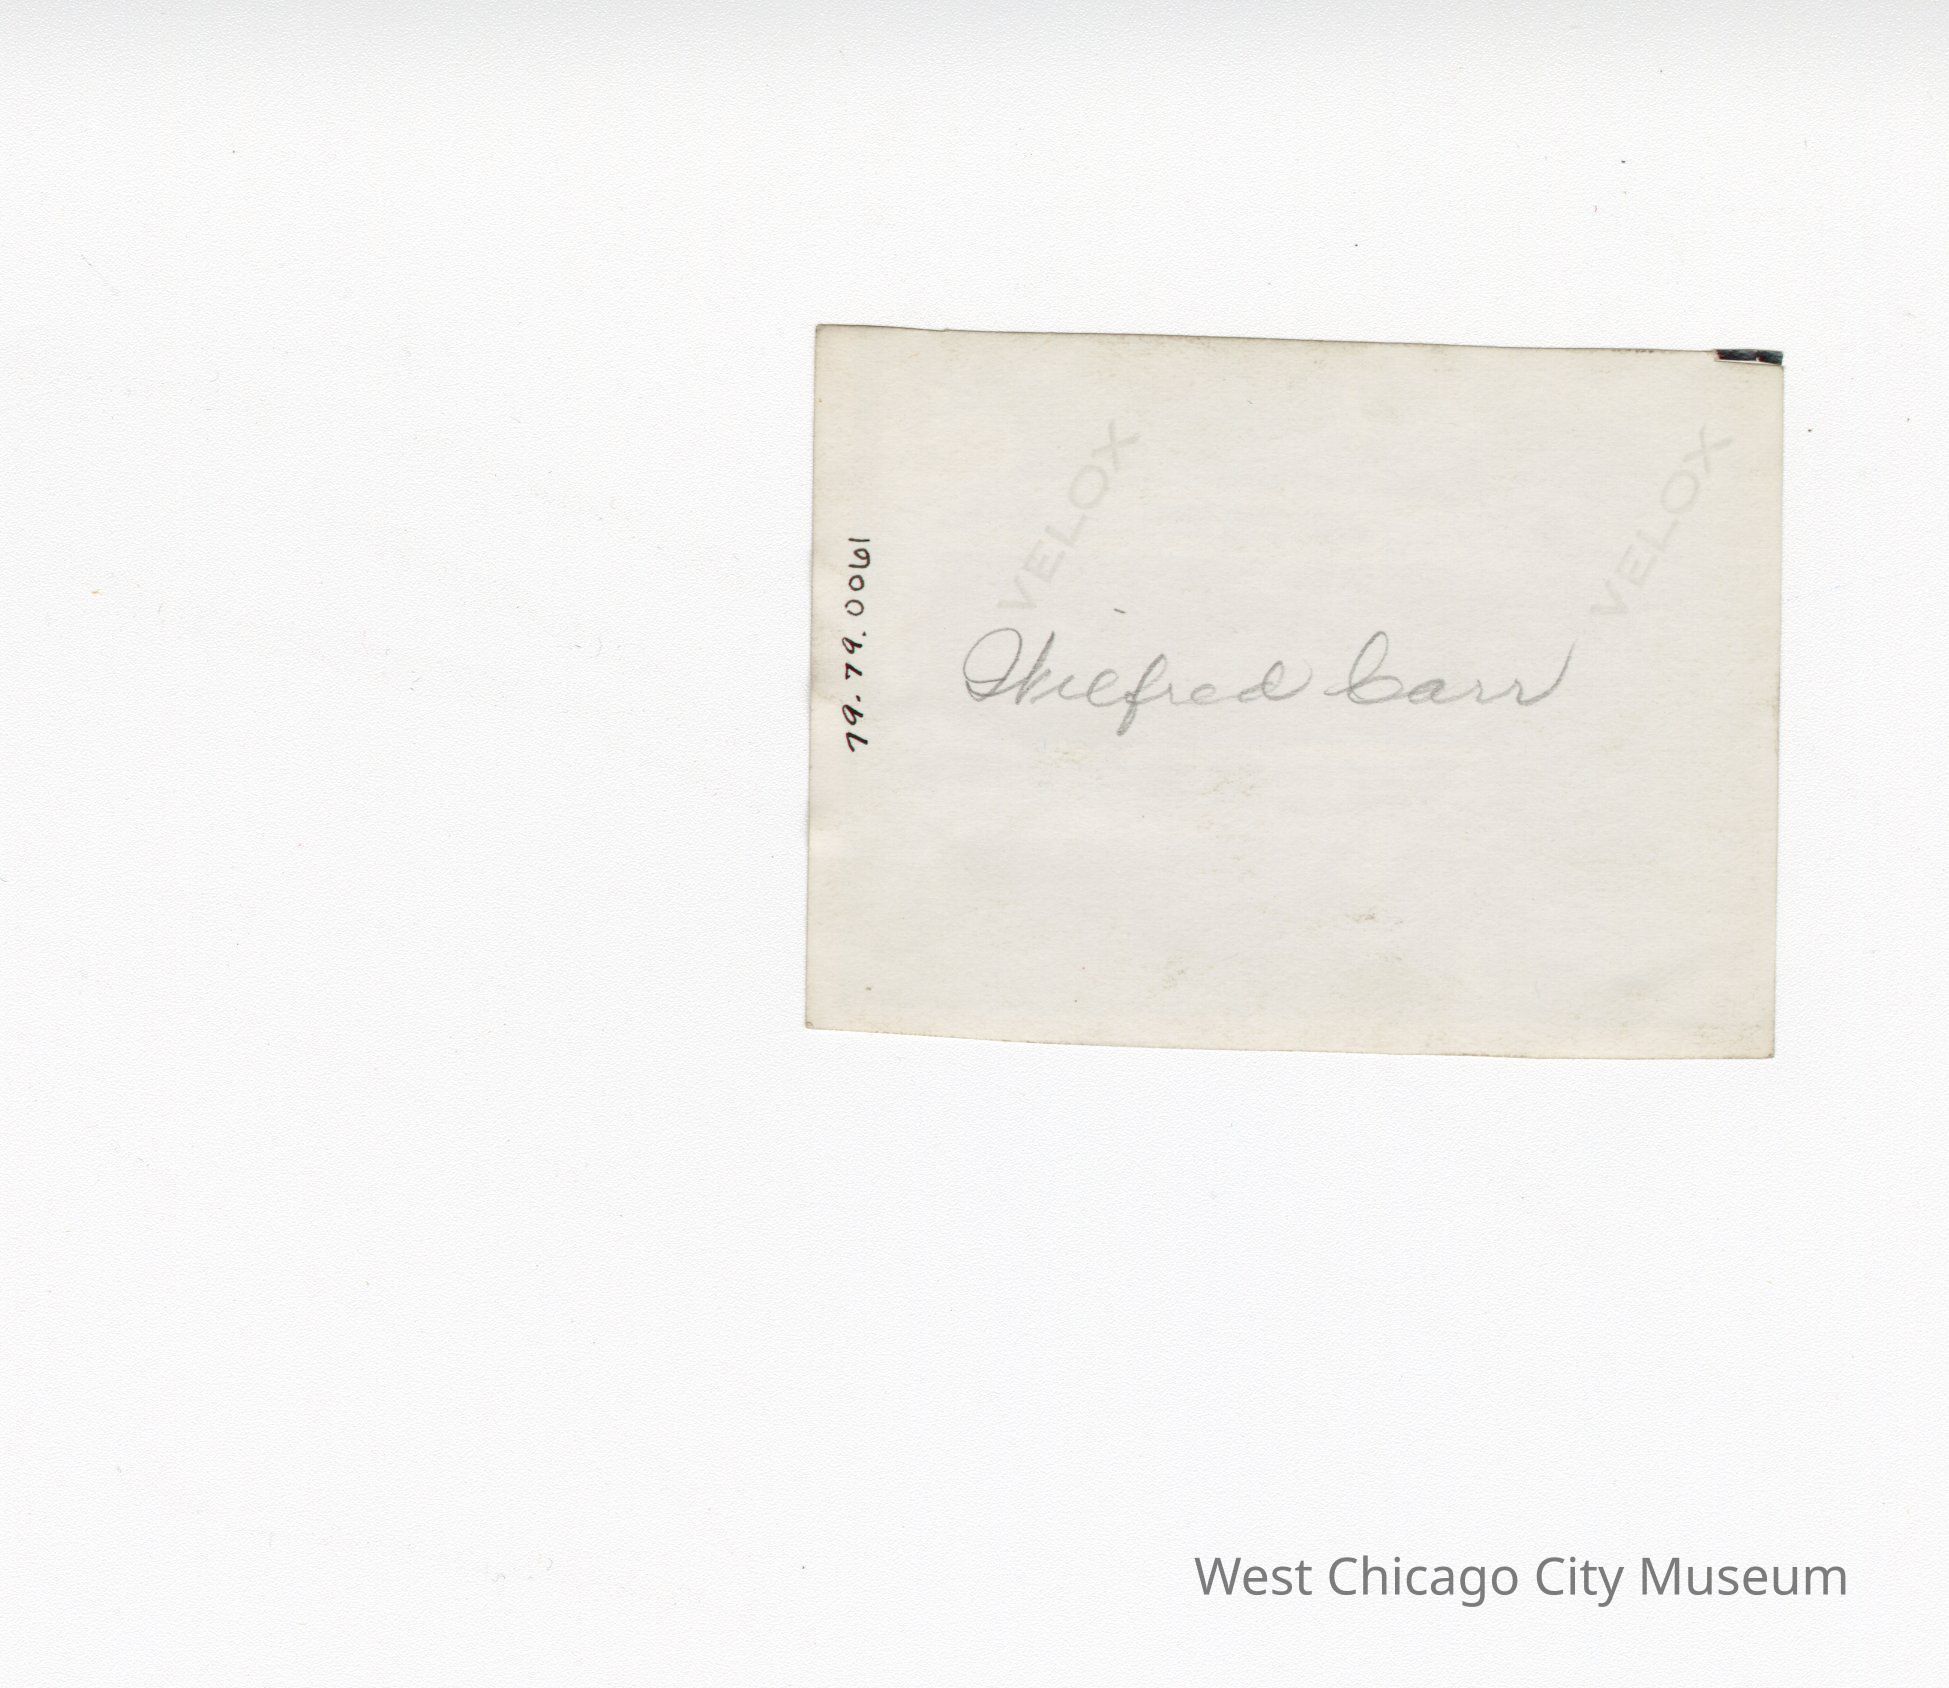 VELOX VELOX
79.79.0061
Wilfred Carr
West Chicago City Museum